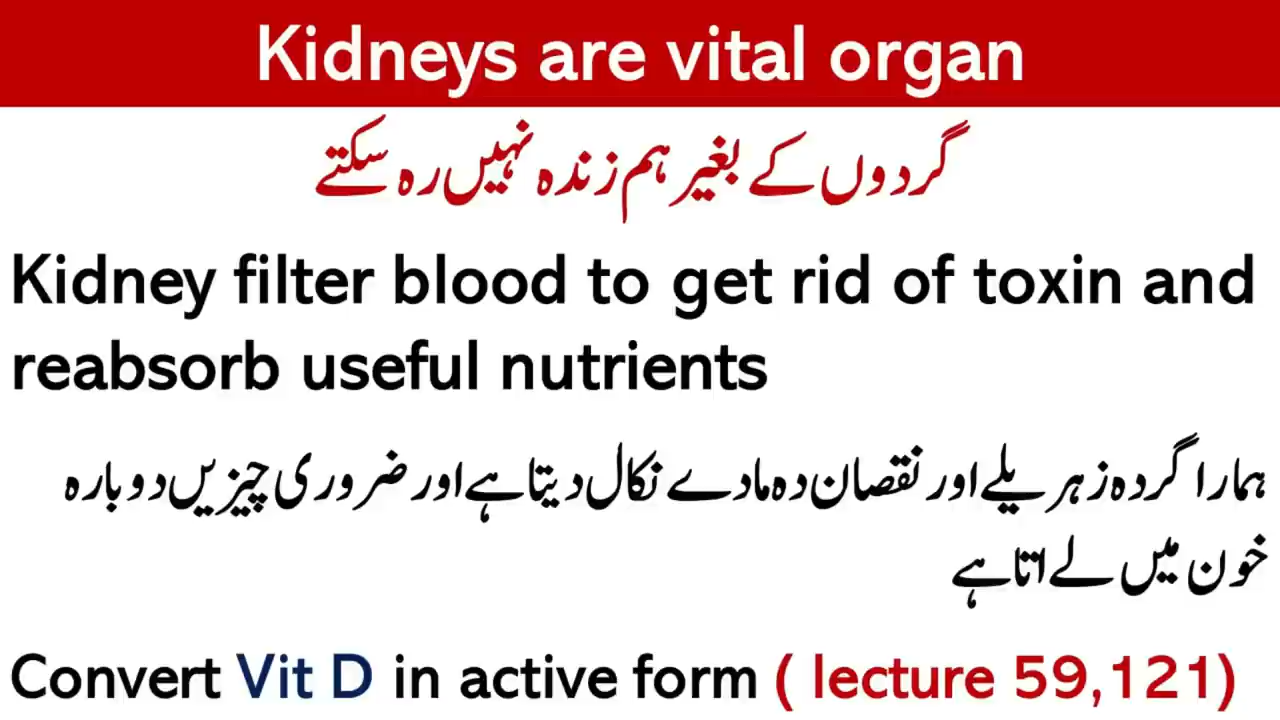 Kidneys are vital organ
گردوں کے بغیر ہم زندہ نہیں رہ سکتے
Kidney filter blood to get rid of toxin and
reabsorb useful nutrients
ہمارا گردہ زہریلے اور نقصان دہ مادے نکال دیتا ہے اور ضروری چیزیں دوبارہ
خون میں لے اتا ہے
Convert Vit D in active form ( lecture 59,121)